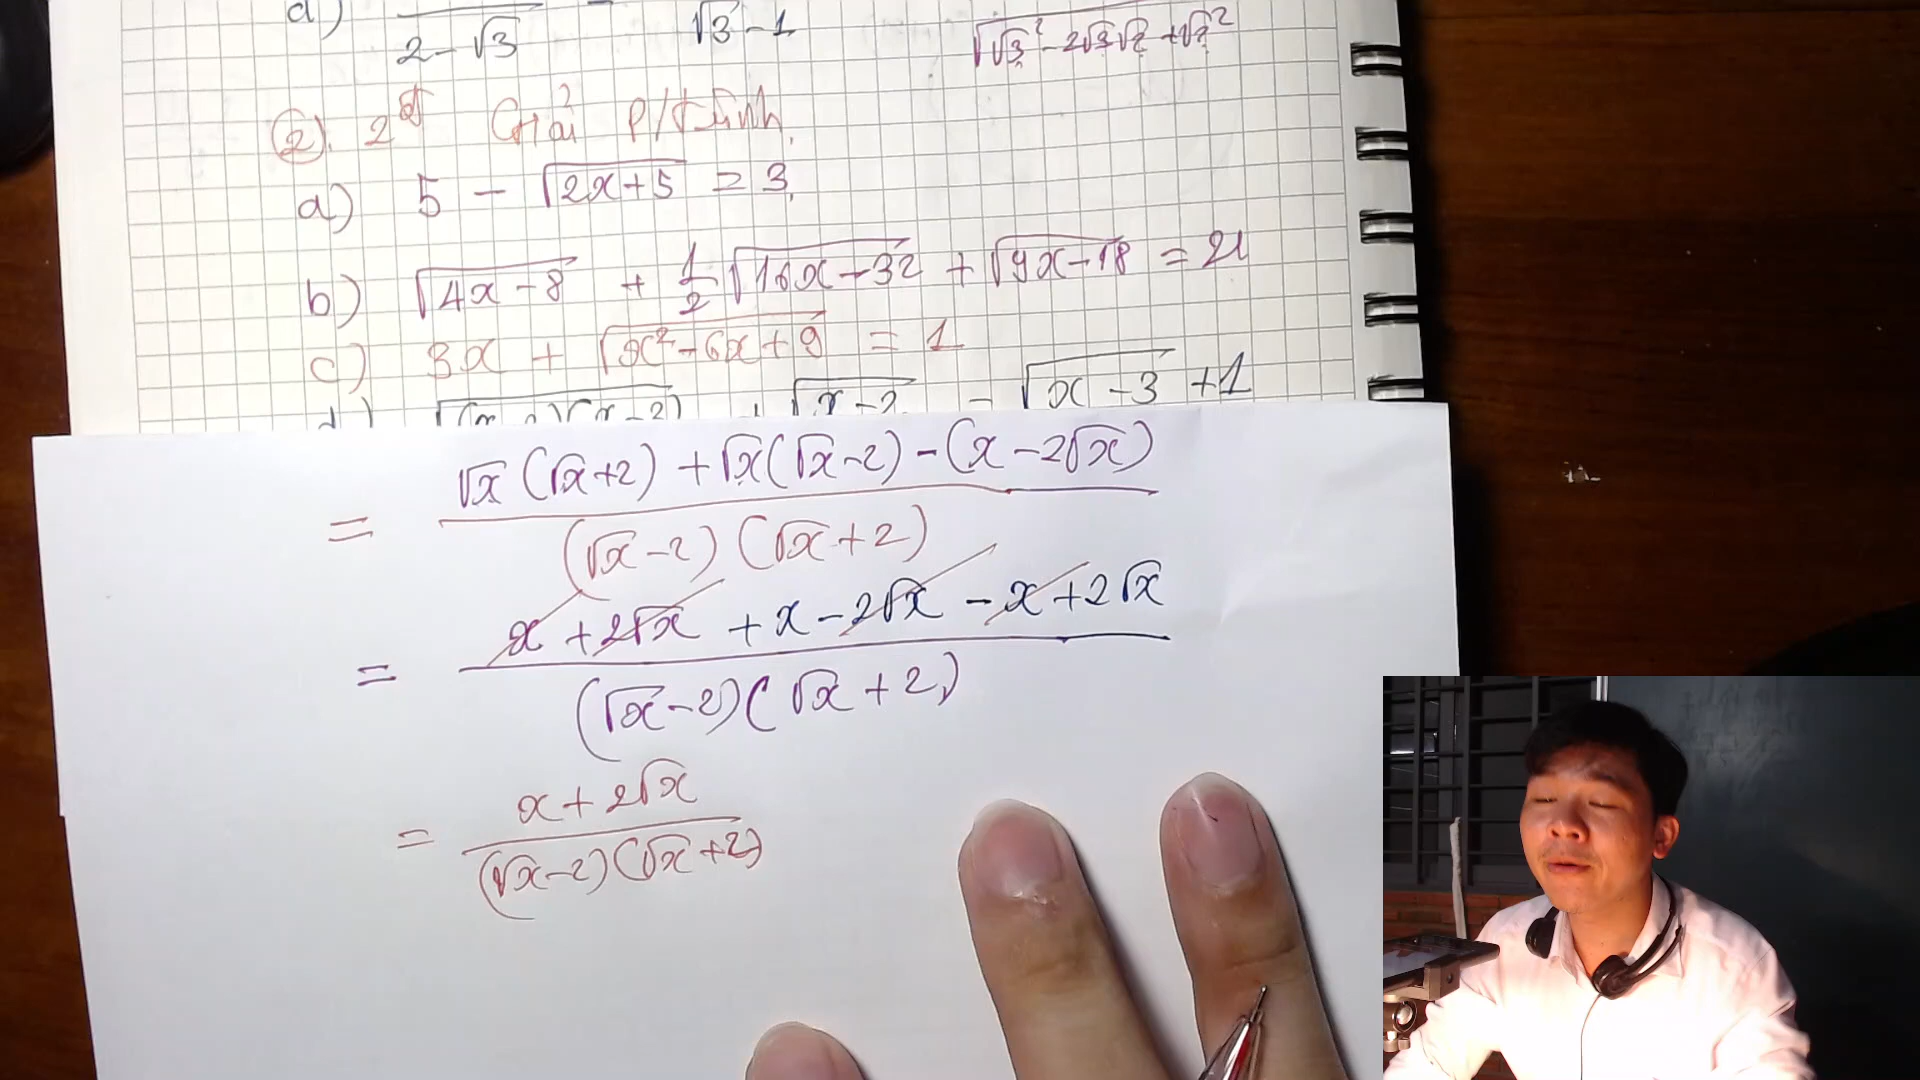 a)
2 - √3
√3 - 1
√(√3² - 2√3√2 + √2²)
②. 2đ Giải p/trình.
a) 5 - √(2x+5) = 3.
b) √(4x-8) + 1/2 √(16x-32) + √(9x-18) = 21
c) 3x + √(x²-6x+9) = 1
√(x-3) + 1
= (√x(√x+2) + √x(√x-2) - (x-2√x)) / ((√x-2)(√x+2))
= (x + 2√x + x - 2√x - x + 2√x) / ((√x-2)(√x+2))
= (x + 2√x) / ((√x-2)(√x+2))